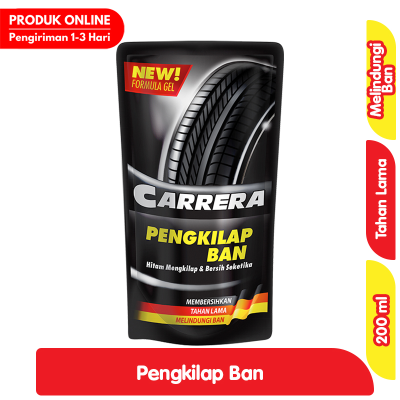 PRODUK ONLINE
Pengiriman 1-3 Hari
NEW!
FORMULA GEL
CARRERA
PENGKILAP
BAN
Hitam Mengkilap & Bersih Seketika
MEMBERSIHKAN
TAHAN LAMA
MELINDUNGI BAN
Melindungi
Ban
Tahan Lama
200 ml
Pengkilap Ban